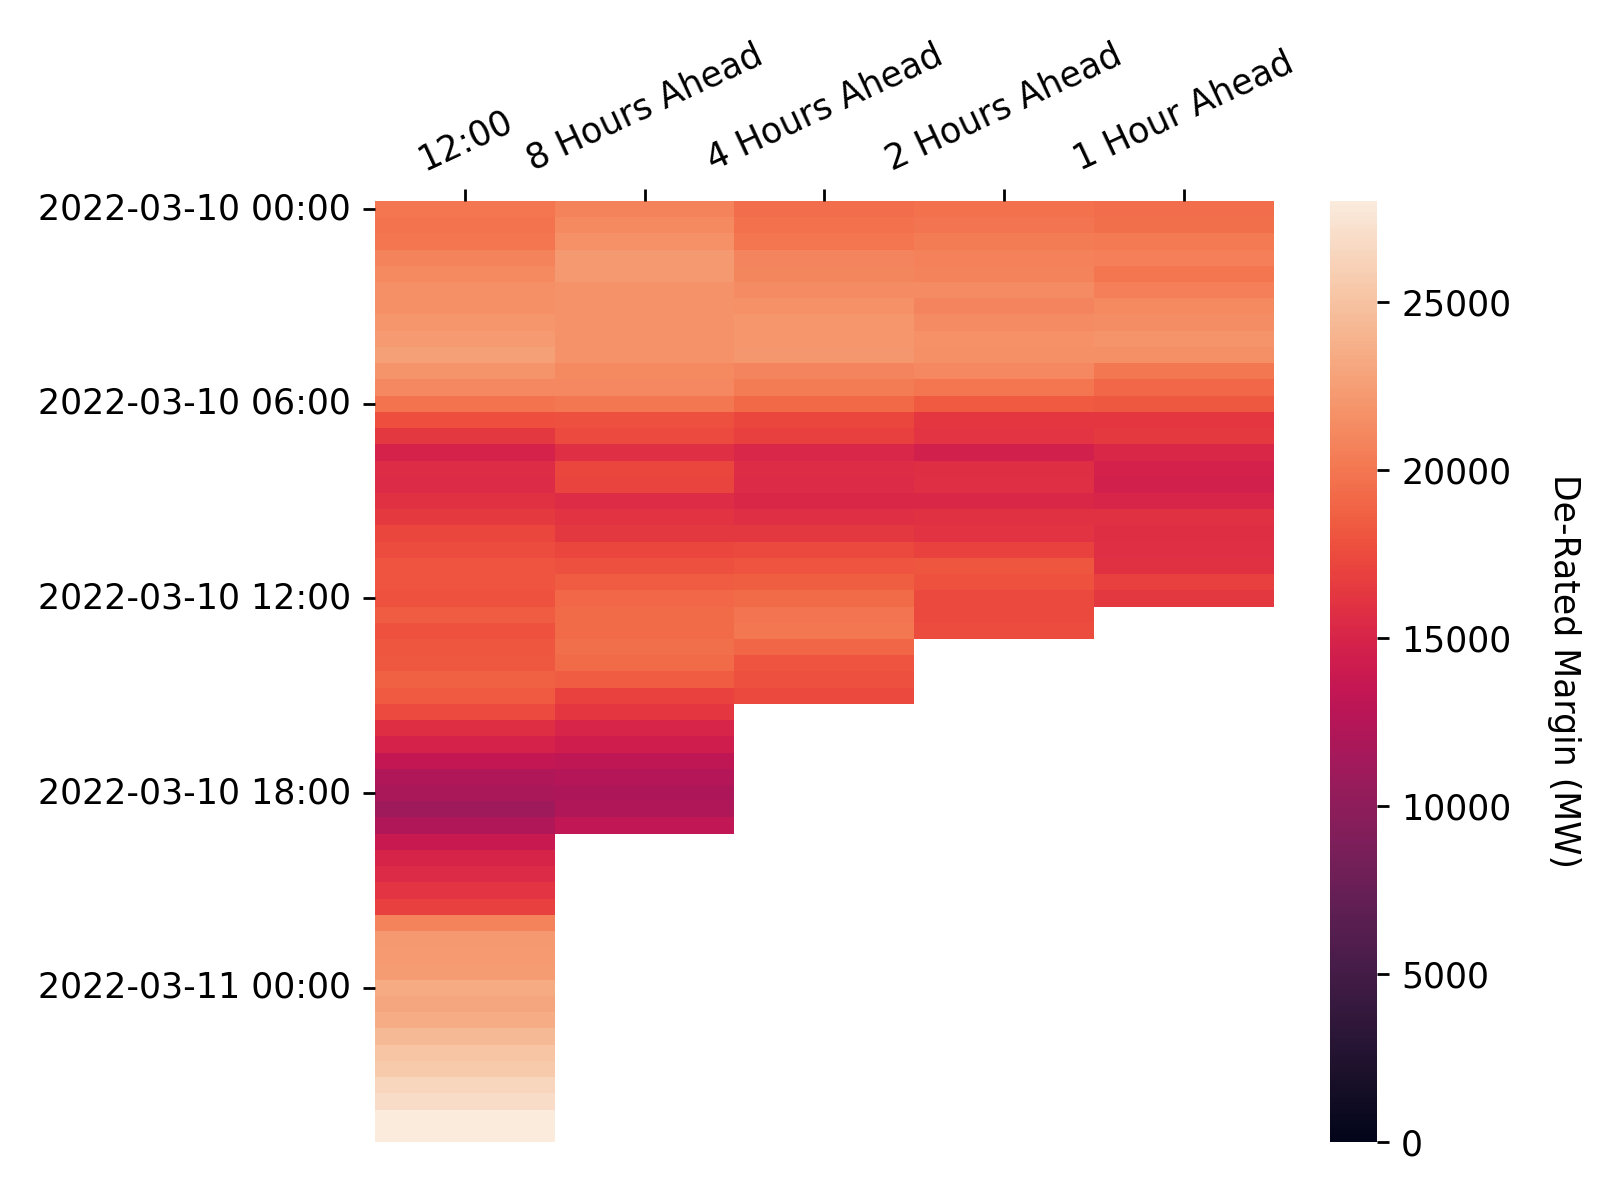 12:00
8 Hours Ahead
4 Hours Ahead
2 Hours Ahead
1 Hour Ahead
2022-03-10 00:00
2022-03-10 06:00
2022-03-10 12:00
2022-03-10 18:00
2022-03-11 00:00
25000
20000
15000
10000
5000
0
De-Rated Margin (MW)